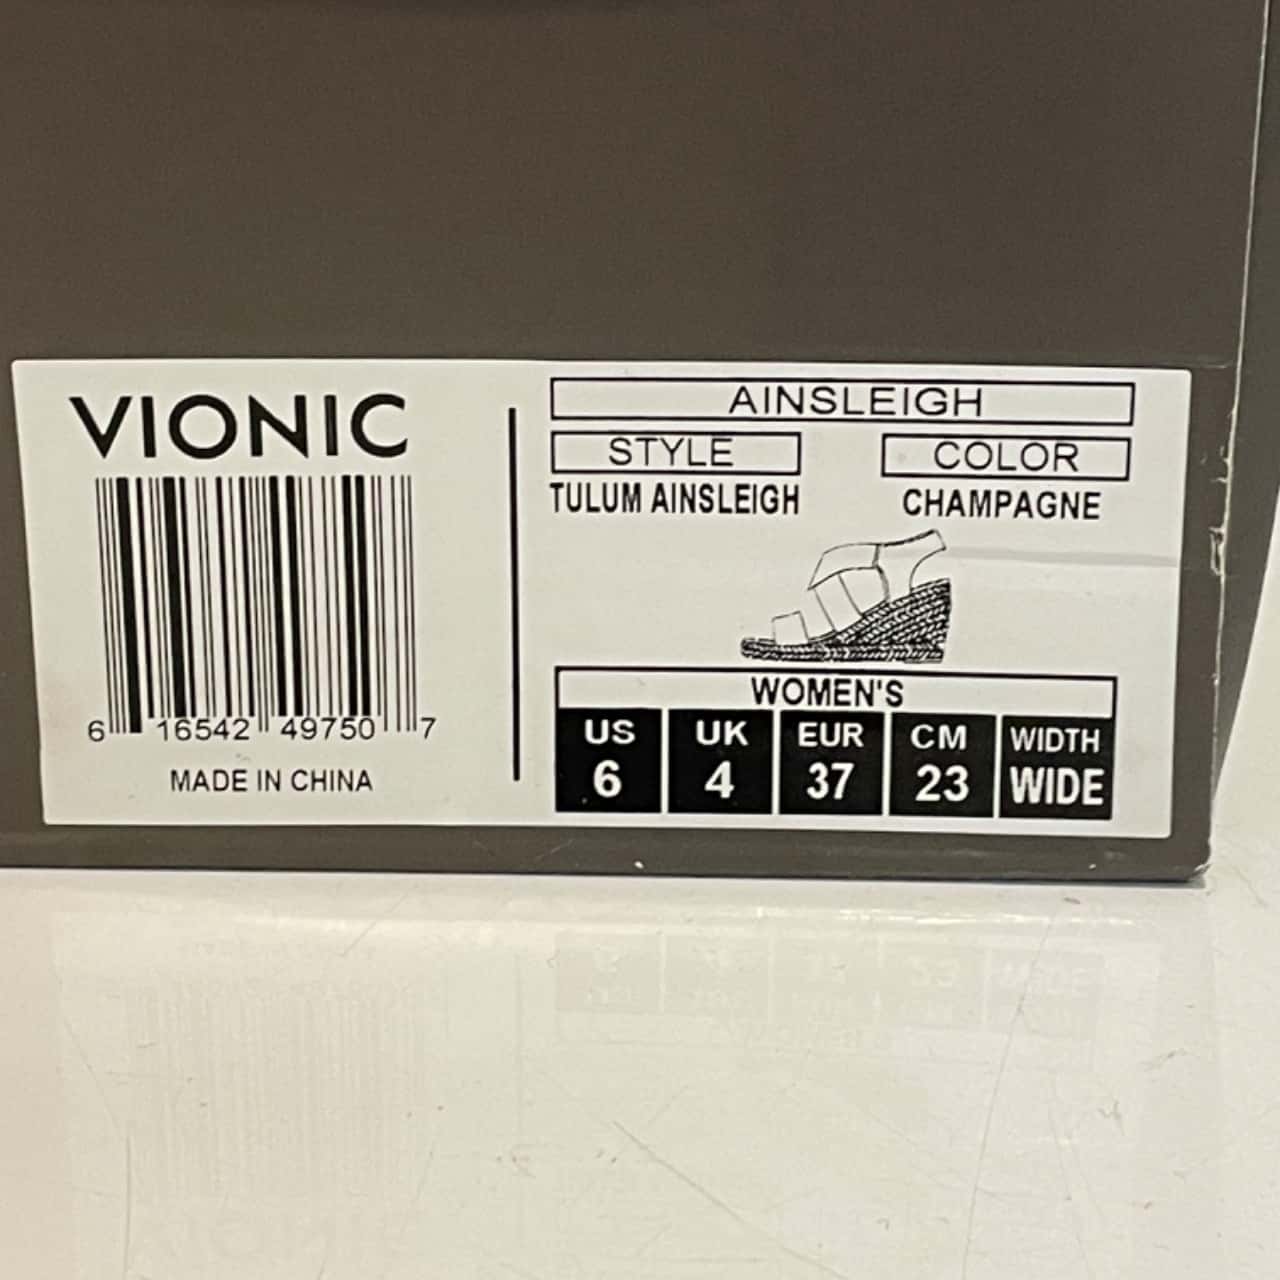 VIONIC
6 16542 49750 7
MADE IN CHINA
AINSLEIGH
STYLE COLOR
TULUM AINSLEIGH CHAMPAGNE
WOMEN'S
US UK EUR CM WIDTH
6 4 37 23 WIDE